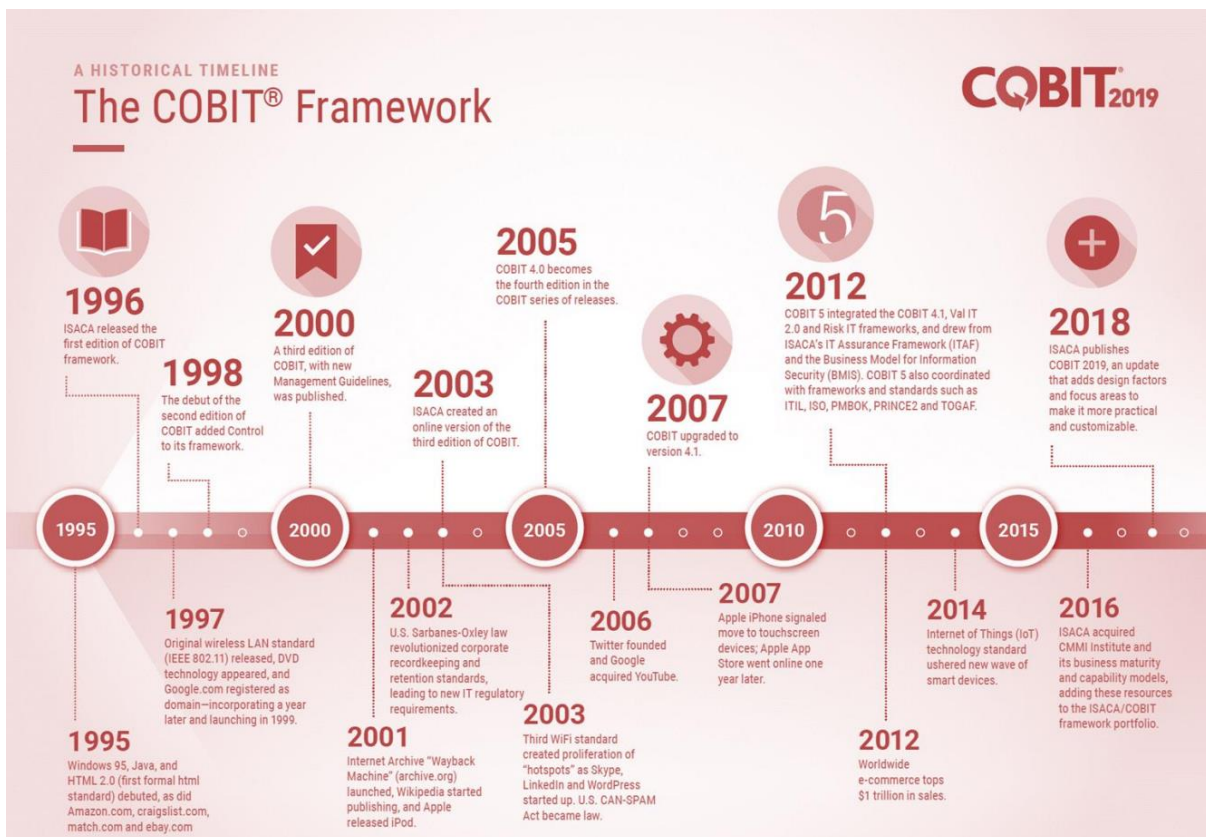 A HISTORICAL TIMELINE
The COBIT® Framework
COBIT® 2019
1996
ISACA released the
first edition of COBIT
framework.
1998
The debut of the
second edition of
COBIT added Control
to its framework.
2000
A third edition of
COBIT, with new
Management Guidelines,
was published.
2003
ISACA created an
online version of the
third edition of COBIT.
2005
COBIT 4.0 becomes
the fourth edition in the
COBIT series of releases.
2007
COBIT upgraded to
version 4.1.
5
2012
COBIT 5 integrated the COBIT 4.1, Val IT
2.0 and Risk IT frameworks, and drew from
ISACA's IT Assurance Framework (ITAF)
and the Business Model for Information
Security (BMIS). COBIT 5 also coordinated
with frameworks and standards such as
ITIL, ISO, PMBOK, PRINCE2 and TOGAF.
2018
ISACA publishes
COBIT 2019, an update
that adds design factors
and focus areas to
make it more practical
and customizable.
1995
2000
2005
2010
2015
1995
Windows 95, Java, and
HTML 2.0 (first formal html
standard) debuted, as did
Amazon.com, craigslist.com,
match.com and ebay.com
1997
Original wireless LAN standard
(IEEE 802.11) released, DVD
technology appeared, and
Google.com registered as
domain—incorporating a year
later and launching in 1999.
2001
Internet Archive "Wayback
Machine" (archive.org)
launched, Wikipedia started
publishing, and Apple
released iPod.
2002
U.S. Sarbanes-Oxley law
revolutionized corporate
recordkeeping and
retention standards,
leading to new IT regulatory
requirements.
2003
Third WiFi standard
created proliferation of
"hotspots" as Skype,
LinkedIn and WordPress
started up. U.S. CAN-SPAM
Act became law.
2006
Twitter founded
and Google
acquired YouTube.
2007
Apple iPhone signaled
move to touchscreen
devices; Apple App
Store went online one
year later.
2012
Worldwide
e-commerce tops
$1 trillion in sales.
2014
Internet of Things (IoT)
technology standard
ushered new wave of
smart devices.
2016
ISACA acquired
CMMI Institute and
its business maturity
and capability models,
adding these resources
to the ISACA/COBIT
framework portfolio.